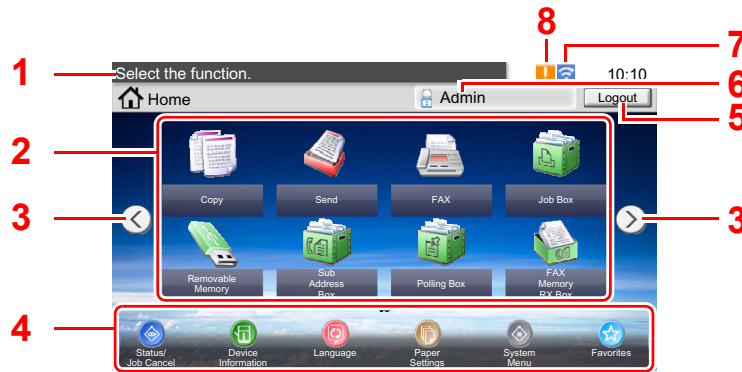 8
7
1
Select the function.
10:10
6
Home
Admin
Logout
5
2
Copy
Send
FAX
Job Box
3
3
Removable
Memory
Sub
Address
Box
Polling Box
FAX
Memory
RX Box
4
Status/
Job Cancel
Device
Information
Language
Paper
Settings
System
Menu
Favorites